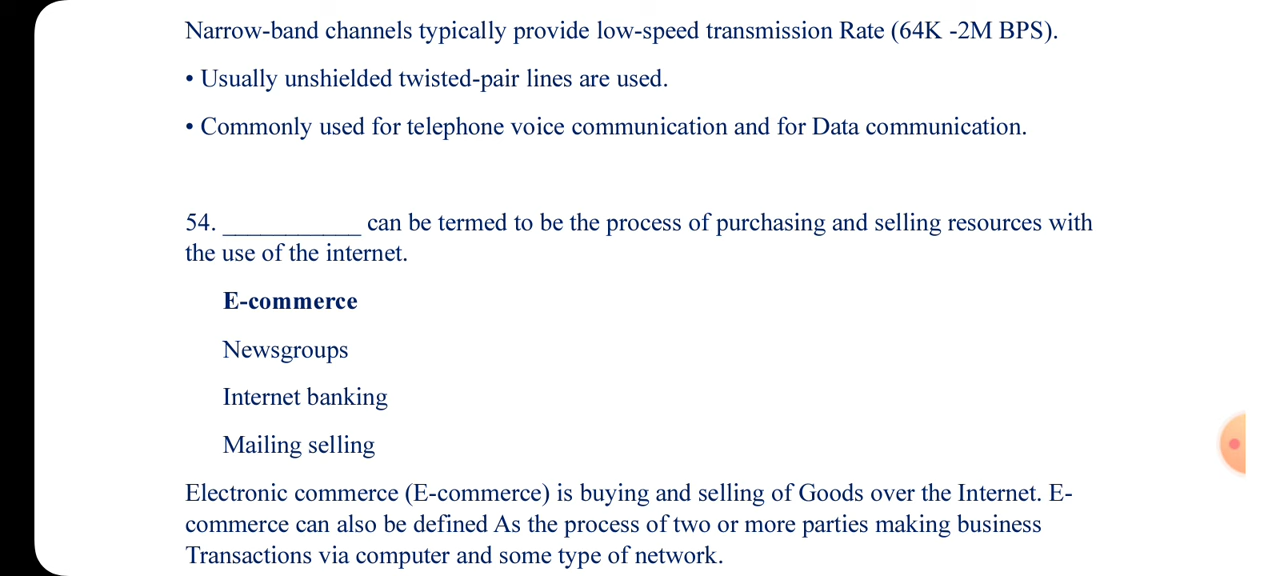 Narrow-band channels typically provide low-speed transmission Rate (64K -2M BPS).
• Usually unshielded twisted-pair lines are used.
• Commonly used for telephone voice communication and for Data communication.
54. ___________ can be termed to be the process of purchasing and selling resources with
the use of the internet.
E-commerce
Newsgroups
Internet banking
Mailing selling
Electronic commerce (E-commerce) is buying and selling of Goods over the Internet. E-
commerce can also be defined As the process of two or more parties making business
Transactions via computer and some type of network.